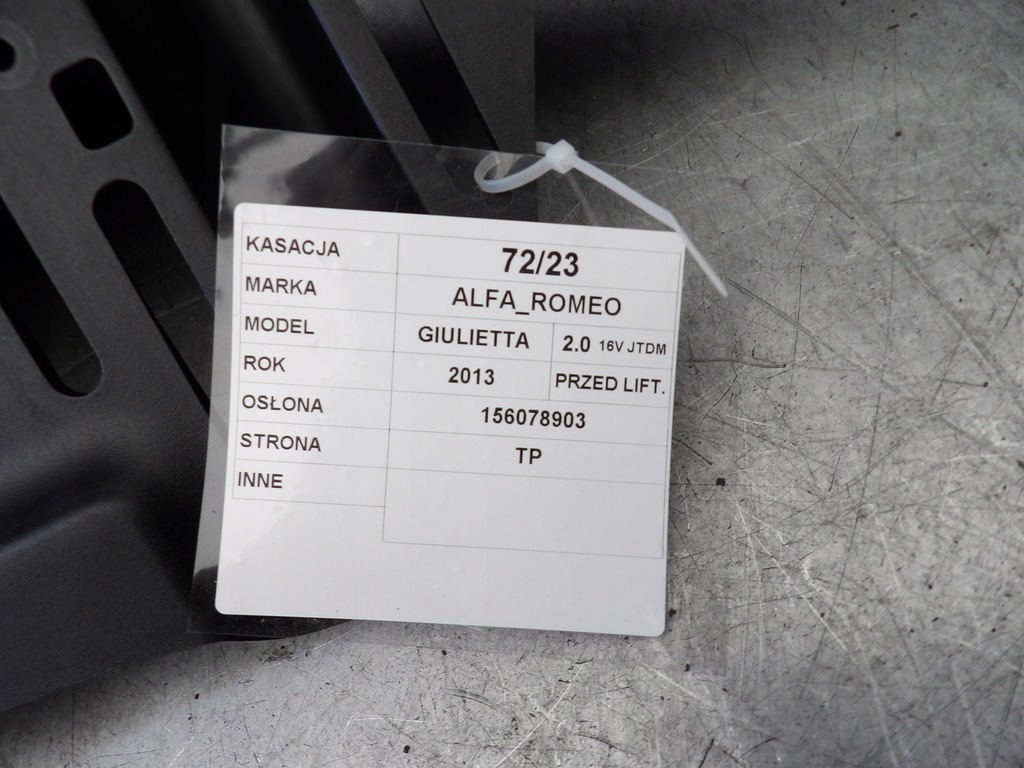 KASACJA 72/23
MARKA ALFA_ROMEO
MODEL GIULIETTA 2.0 16V JTDM
ROK 2013 PRZED LIFT.
OSŁONA 156078903
STRONA TP
INNE